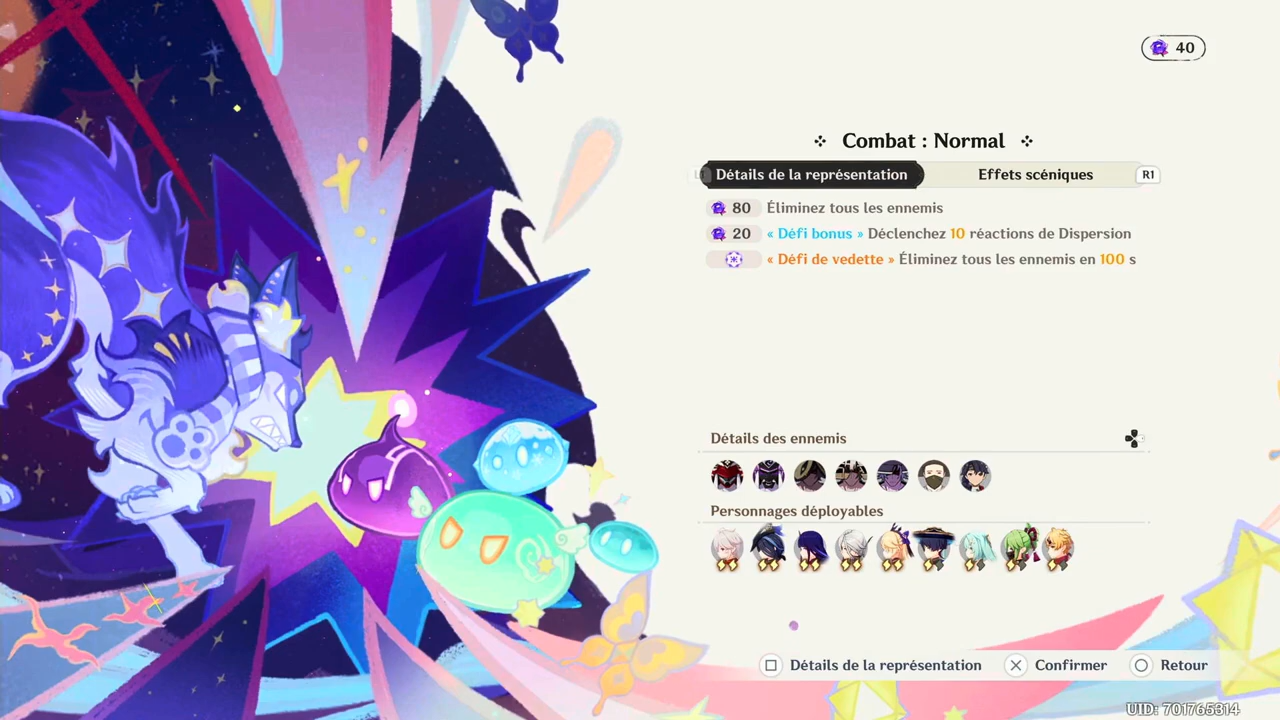 40
Combat : Normal
L1 Détails de la représentation Effets scéniques R1
80 Éliminez tous les ennemis
20 « Défi bonus » Déclenchez 10 réactions de Dispersion
« Défi de vedette » Éliminez tous les ennemis en 100 s
Détails des ennemis
Personnages déployables
Détails de la représentation Confirmer Retour
UID: 701765314